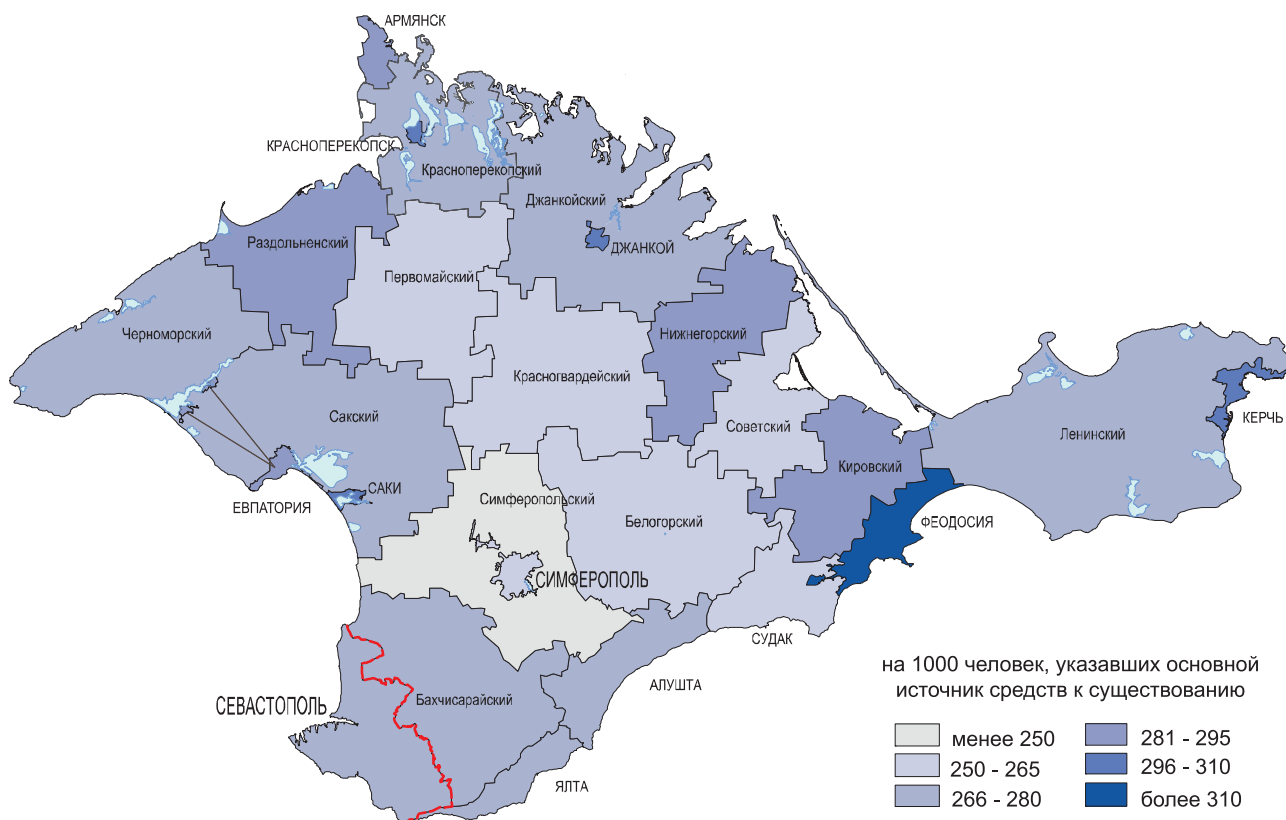 АРМЯНСК
КРАСНОПЕРЕКОПСК
Красноперекопский
Джанкойский
ДЖАНКОЙ
Раздольненский
Первомайский
Черноморский
Нижнегорский
Красногвардейский
Сакский
Советский
Ленинский
КЕРЧЬ
Кировский
САКИ
ЕВПАТОРИЯ
Симферопольский
Белогорский
ФЕОДОСИЯ
СИМФЕРОПОЛЬ
СУДАК
АЛУШТА
Бахчисарайский
СЕВАСТОПОЛЬ
ЯЛТА
на 1000 человек, указавших основной
источник средств к существованию
менее 250
250 - 265
266 - 280
281 - 295
296 - 310
более 310